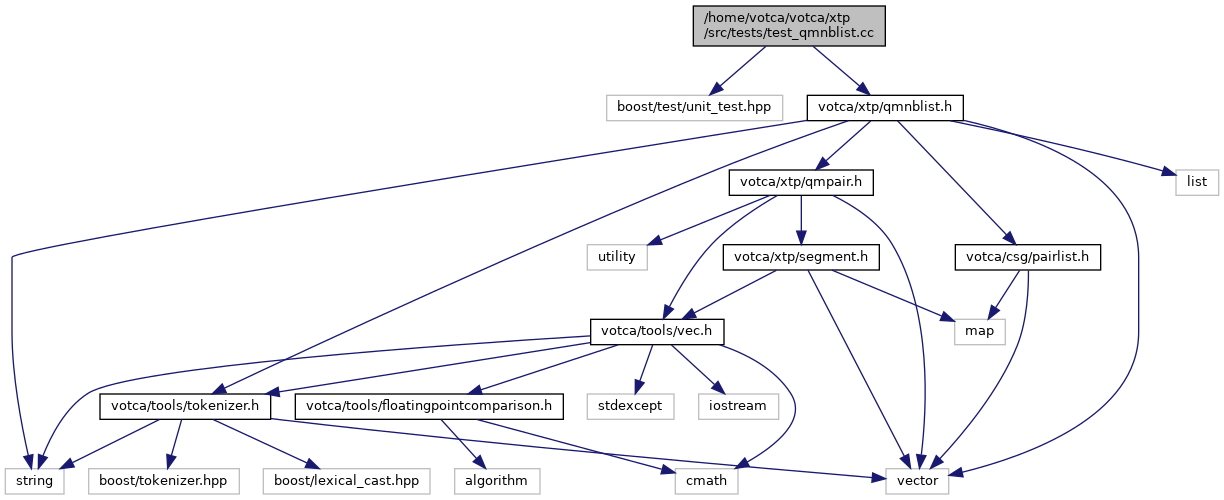 /home/votca/votca/xtp
/src/tests/test_qmnblist.cc
boost/test/unit_test.hpp
votca/xtp/qmnblist.h
votca/xtp/qmpair.h
list
utility
votca/xtp/segment.h
votca/csg/pairlist.h
votca/tools/vec.h
map
votca/tools/tokenizer.h
votca/tools/floatingpointcomparison.h
stdexcept
iostream
string
boost/tokenizer.hpp
boost/lexical_cast.hpp
algorithm
cmath
vector